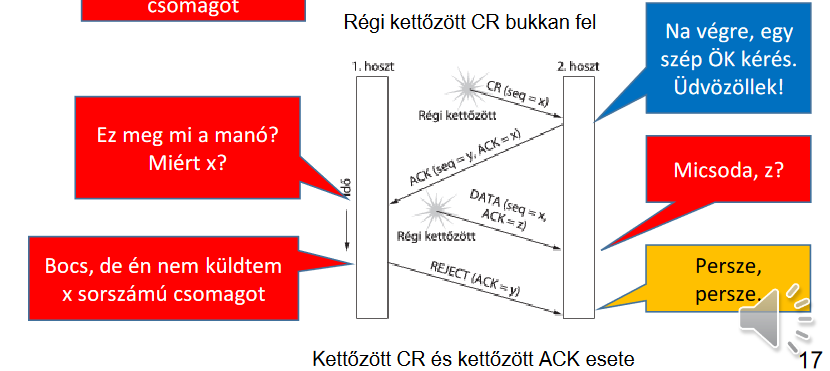 csomagot
Régi kettőzött CR bukkan fel
Na végre, egy
szép ÖK kérés.
Üdvözöllek!
1. hoszt
2. hoszt
CR (seq = x)
Régi kettőzött
Ez meg mi a manó?
Miért x?
ACK (seq = y, ACK = x)
Micsoda, z?
Idő
DATA (seq = x,
ACK = z)
Régi kettőzött
Bocs, de én nem küldtem
x sorszámú csomagot
REJECT (ACK = y)
Persze,
persze.
Kettőzött CR és kettőzött ACK esete
17